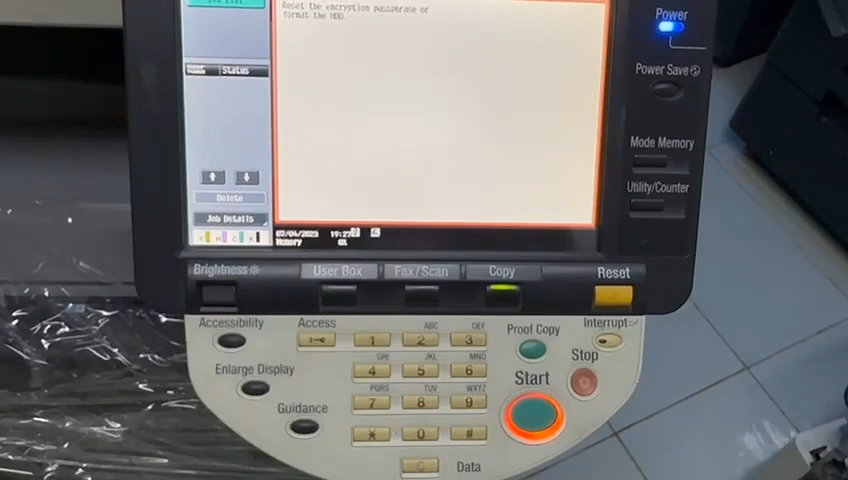 Job List
Reset the encryption passphrase or
format the HDD.
Status
Delete
Job Details
Y M C K
03/04/2023 19:27
Memory 0%
Power
Power Save
Mode Memory
Utility/Counter
Brightness
User Box
Fax/Scan
Copy
Reset
Accessibility
Enlarge Display
Guidance
Access
1
ABC
2
DEF
3
GHI
4
JKL
5
MNO
6
PQRS
7
TUV
8
WXYZ
9
*
0
#
C
Data
Proof Copy
Interrupt
Stop
Start